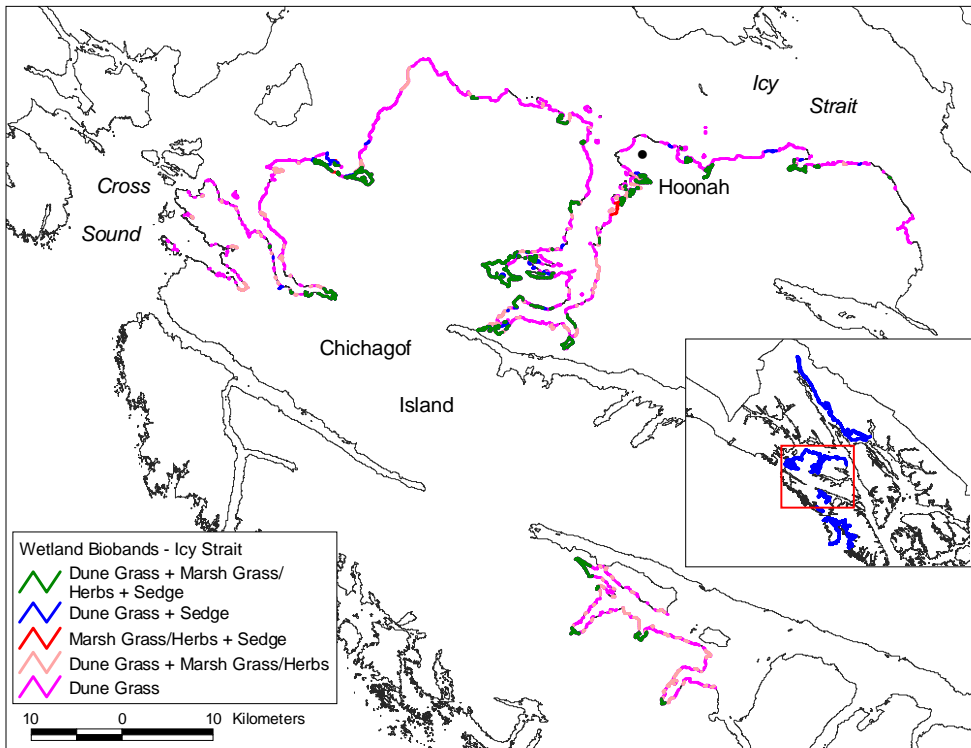 Icy
Strait
Cross
Sound
Hoonah
Chichagof
Island
Wetland Biobands - Icy Strait
Dune Grass + Marsh Grass/
Herbs + Sedge
Dune Grass + Sedge
Marsh Grass/Herbs + Sedge
Dune Grass + Marsh Grass/Herbs
Dune Grass
10 0 10 Kilometers